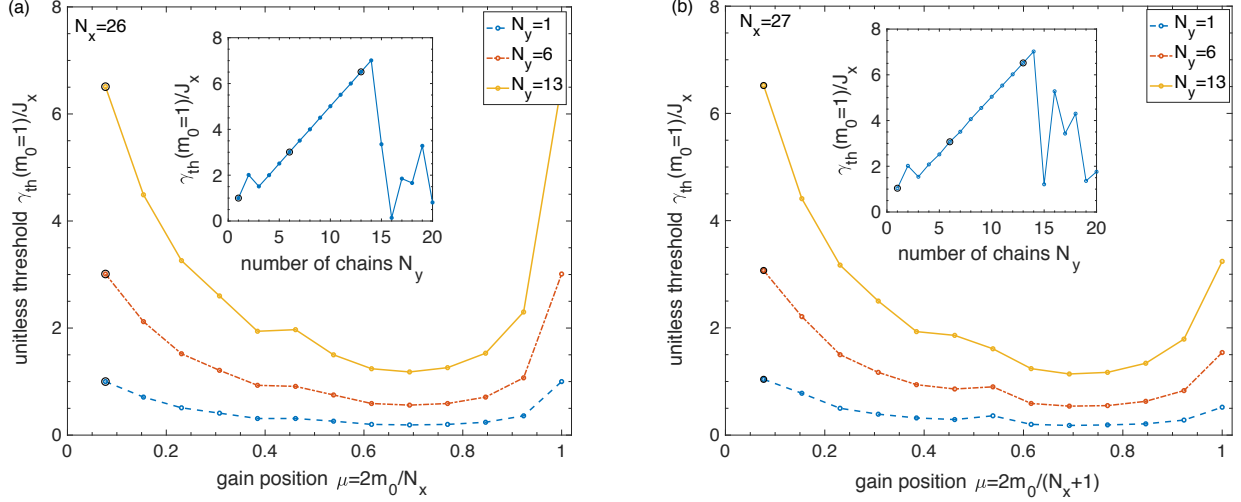 (a)
N_x=26
N_y=1
N_y=6
N_y=13
unitless threshold γ_th(m_0=1)/J_x
8
6
4
2
0
0 0.2 0.4 0.6 0.8 1
gain position μ=2m_0/N_x
γ_th(m_0=1)/J_x
8
6
4
2
0
0 5 10 15 20
number of chains N_y
(b)
N_x=27
N_y=1
N_y=6
N_y=13
unitless threshold γ_th(m_0=1)/J_x
8
6
4
2
0
0 0.2 0.4 0.6 0.8 1
gain position μ=2m_0/(N_x+1)
γ_th(m_0=1)/J_x
8
6
4
2
0
0 5 10 15 20
number of chains N_y